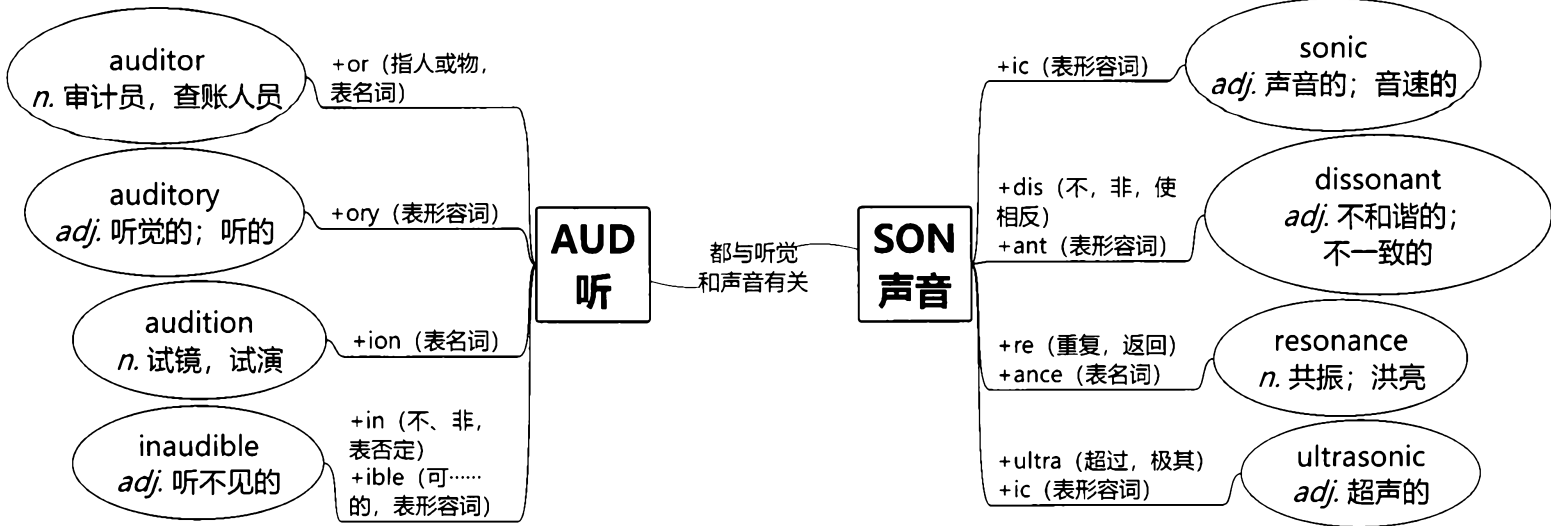 auditor
n. 审计员，查账人员
+or（指人或物，
表名词）
auditory
adj. 听觉的；听的
+ory（表形容词）
audition
n. 试镜，试演
+ion（表名词）
inaudible
adj. 听不见的
+in（不、非，
表否定）
+ible（可……
的，表形容词）
AUD
听
都与听觉
和声音有关
SON
声音
+ic（表形容词）
sonic
adj. 声音的；音速的
+dis（不，非，使
相反）
+ant（表形容词）
dissonant
adj. 不和谐的；
不一致的
+re（重复，返回）
+ance（表名词）
resonance
n. 共振；洪亮
+ultra（超过，极其）
+ic（表形容词）
ultrasonic
adj. 超声的